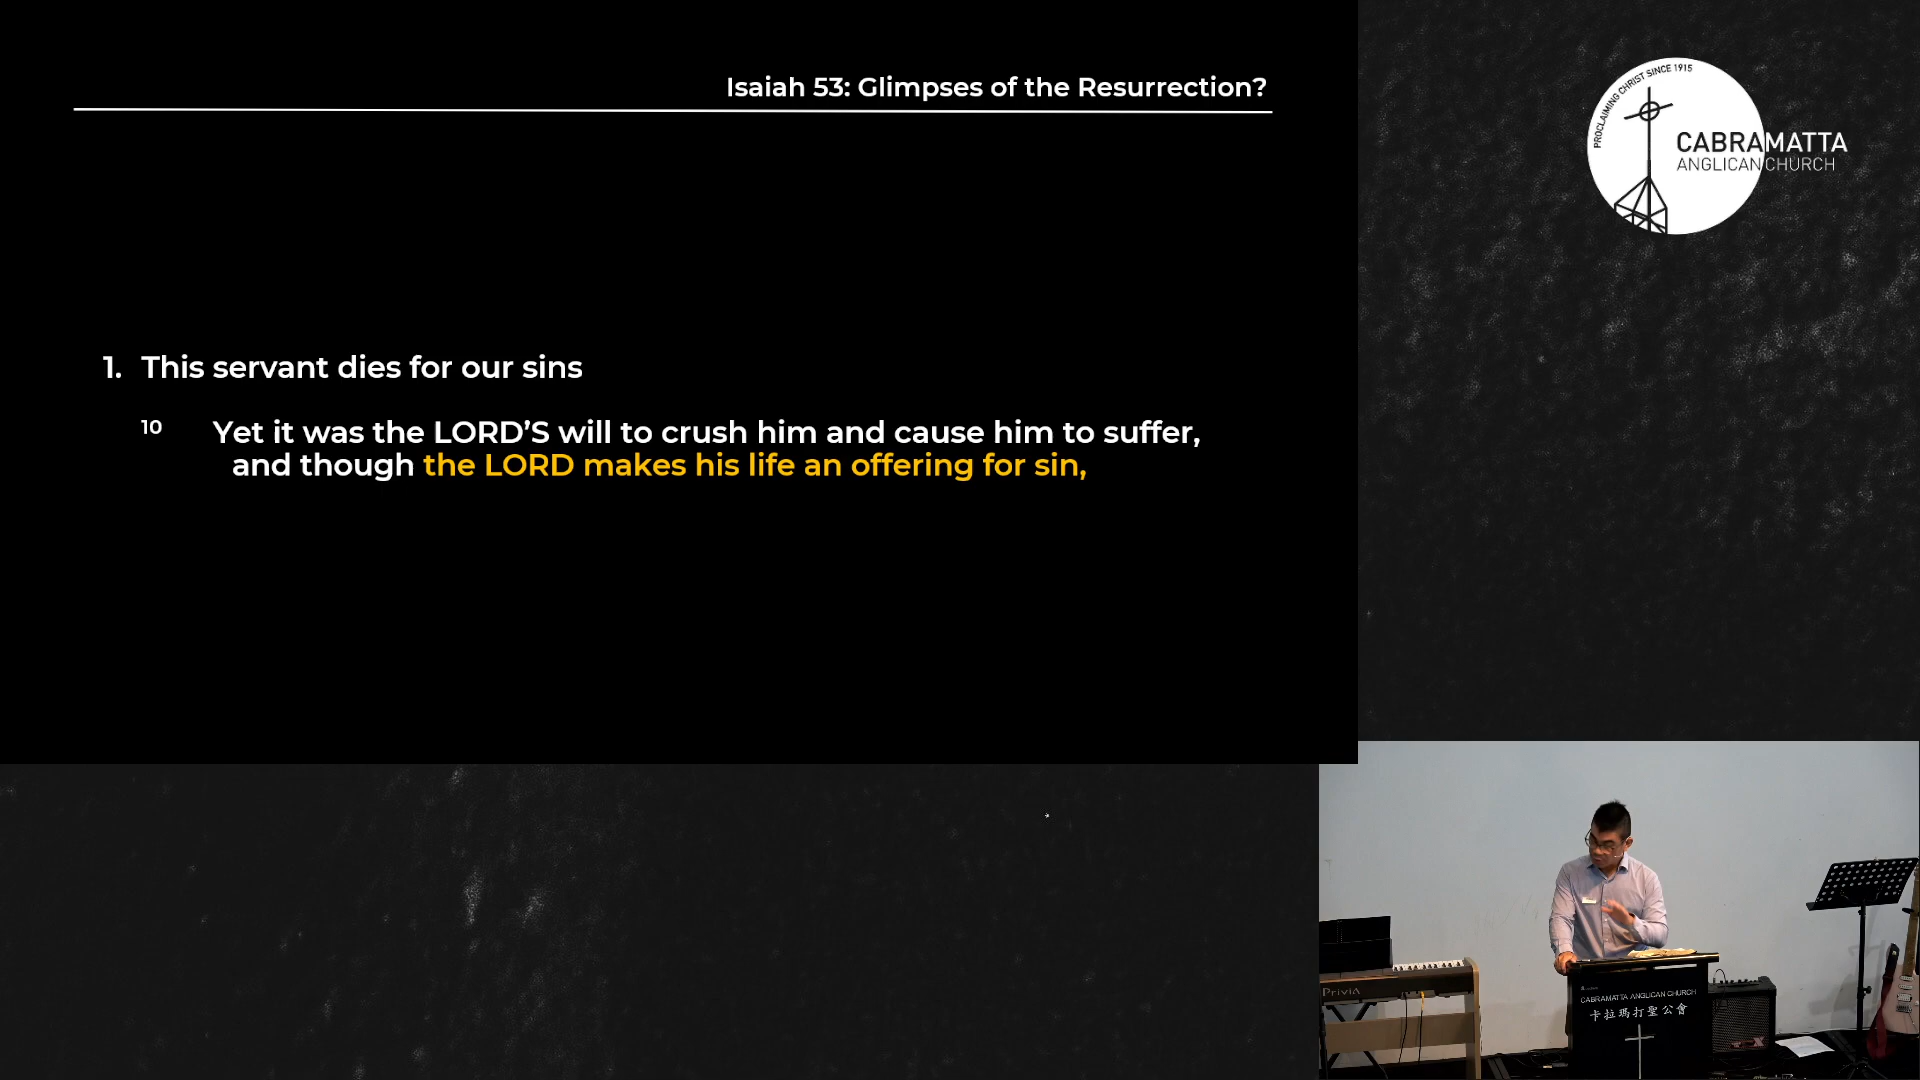 Isaiah 53: Glimpses of the Resurrection?
PROCLAIMING CHRIST SINCE 1915
CABRAMATTA
ANGLICAN CHURCH
1. This servant dies for our sins
10 Yet it was the LORD’S will to crush him and cause him to suffer,
and though the LORD makes his life an offering for sin,
PriviA
CABRAMATTA ANGLICAN CHURCH
卡拉瑪打聖公會